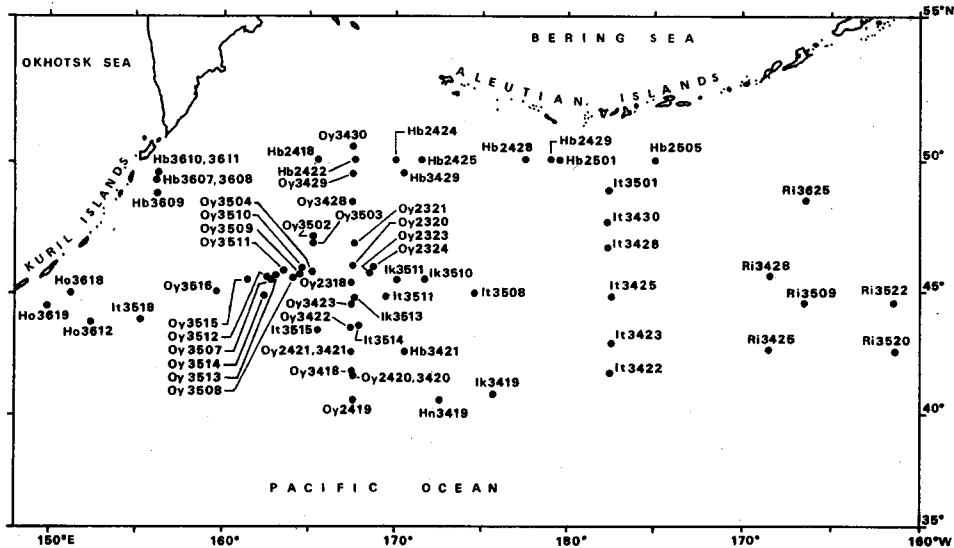 55°N
BERING SEA
OKHOTSK SEA
ALEUTIAN ISLANDS
Oy3430
Hb2424
Hb2418
Hb2428
Hb2429
Hb2505
50°
Hb3610,3611
Hb2422
Hb2425
Hb2501
Hb3607,3608
Oy3429
Hb3429
It3501
Hb3609
Oy3504
Oy3428
Oy3503
Oy2321
Ri3625
KURIL ISLANDS
Oy3510
Oy3502
Oy2320
It3430
Oy3509
Oy2323
Oy3511
Oy2324
It3428
Ho3618
Oy3516
Oy2318
Ik3511
Ik3510
Ri3428
45°
Ho3619
It3518
Oy3423
It3511
It3508
It3425
Ri3509
Ri3522
Ho3612
Oy3515
Oy3422
Ik3513
Oy3512
It3515
It3514
It3423
Oy3507
Oy2421,3421
Hb3421
Ri3425
Ri3520
Oy3514
Oy3418
Oy2420,3420
It3422
Oy3513
Ik3419
Oy3508
Oy2419
Hn3419
40°
PACIFIC OCEAN
35°
150°E
160°
170°
180°
170°
160°W